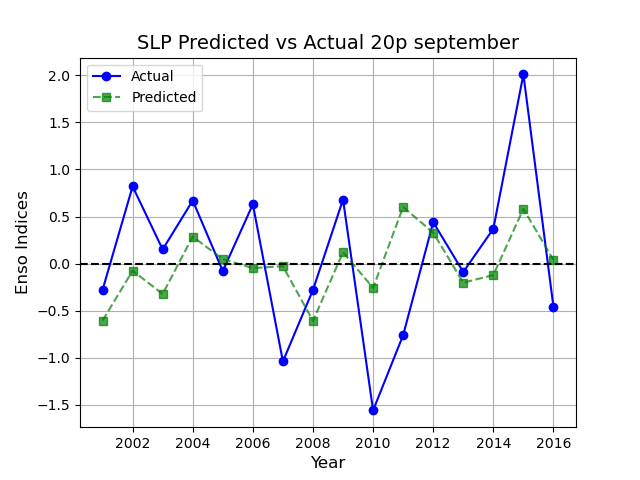 SLP Predicted vs Actual 20p september
Actual
Predicted
2.0
1.5
1.0
0.5
0.0
−0.5
−1.0
−1.5
Enso Indices
2002 2004 2006 2008 2010 2012 2014 2016
Year